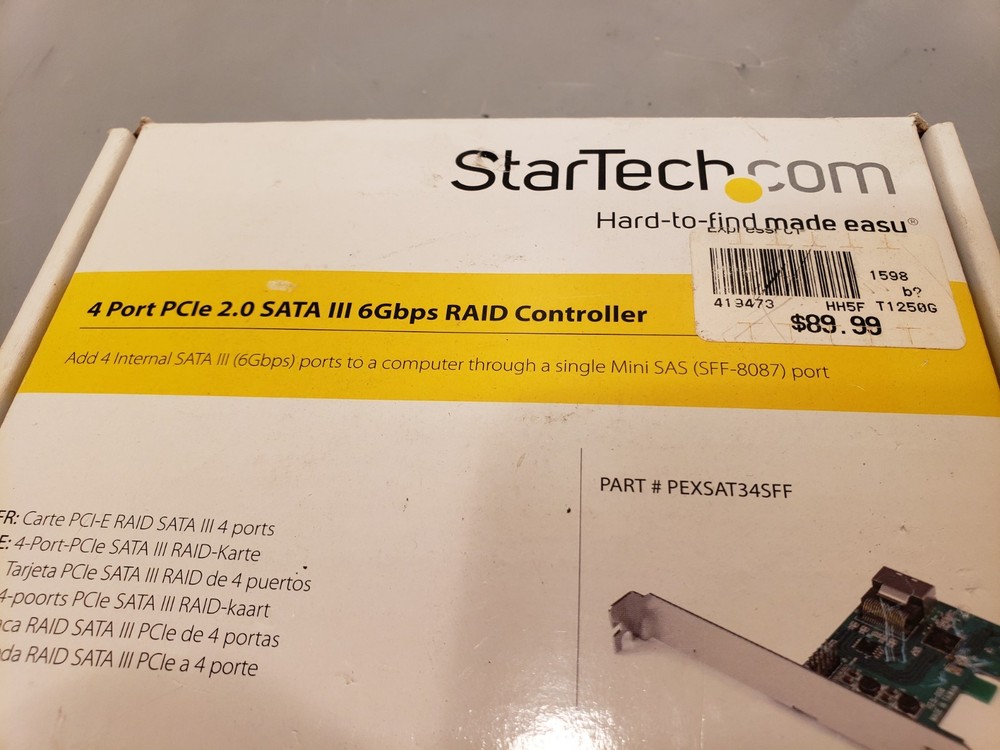 StarTech.com
Hard-to-find made easy®
1598
b?
419473 HH5F T1250G
$89.99
4 Port PCIe 2.0 SATA III 6Gbps RAID Controller
Add 4 Internal SATA III (6Gbps) ports to a computer through a single Mini SAS (SFF-8087) port
PART # PEXSAT34SFF
FR: Carte PCI-E RAID SATA III 4 ports
E: 4-Port-PCIe SATA III RAID-Karte
Tarjeta PCIe SATA III RAID de 4 puertos
4-poorts PCIe SATA III RAID-kaart
ca RAID SATA III PCIe de 4 portas
da RAID SATA III PCIe a 4 porte